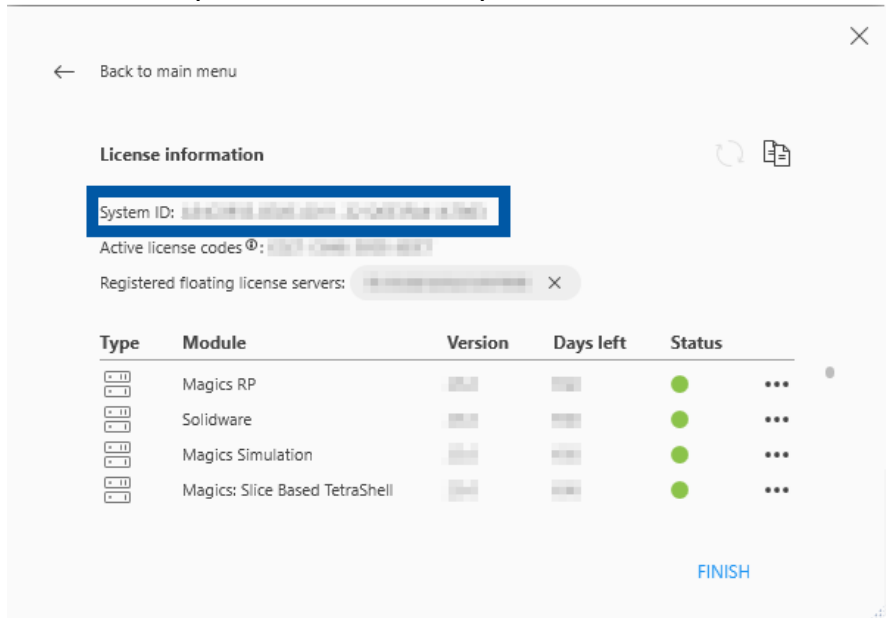 Back to main menu
License information
System ID:
Active license codes ⓘ:
Registered floating license servers:
Type Module Version Days left Status
Magics RP
Solidware
Magics Simulation
Magics: Slice Based TetraShell
FINISH